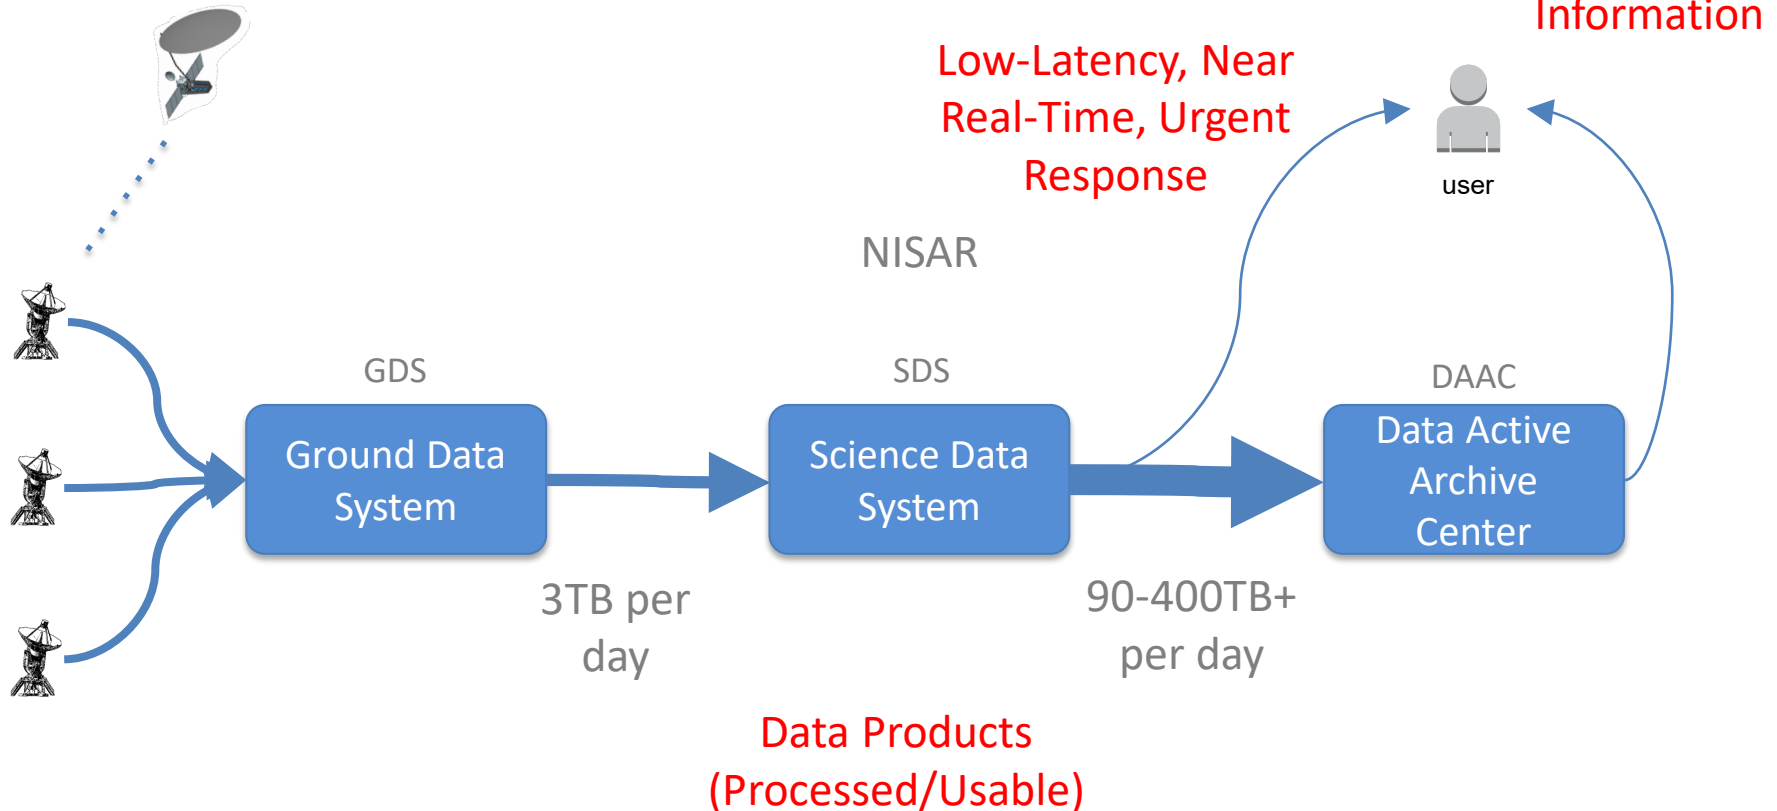 Information
Low-Latency, Near
Real-Time, Urgent
Response
user
NISAR
GDS
SDS
DAAC
Ground Data
System
Science Data
System
Data Active
Archive
Center
3TB per
day
90-400TB+
per day
Data Products
(Processed/Usable)